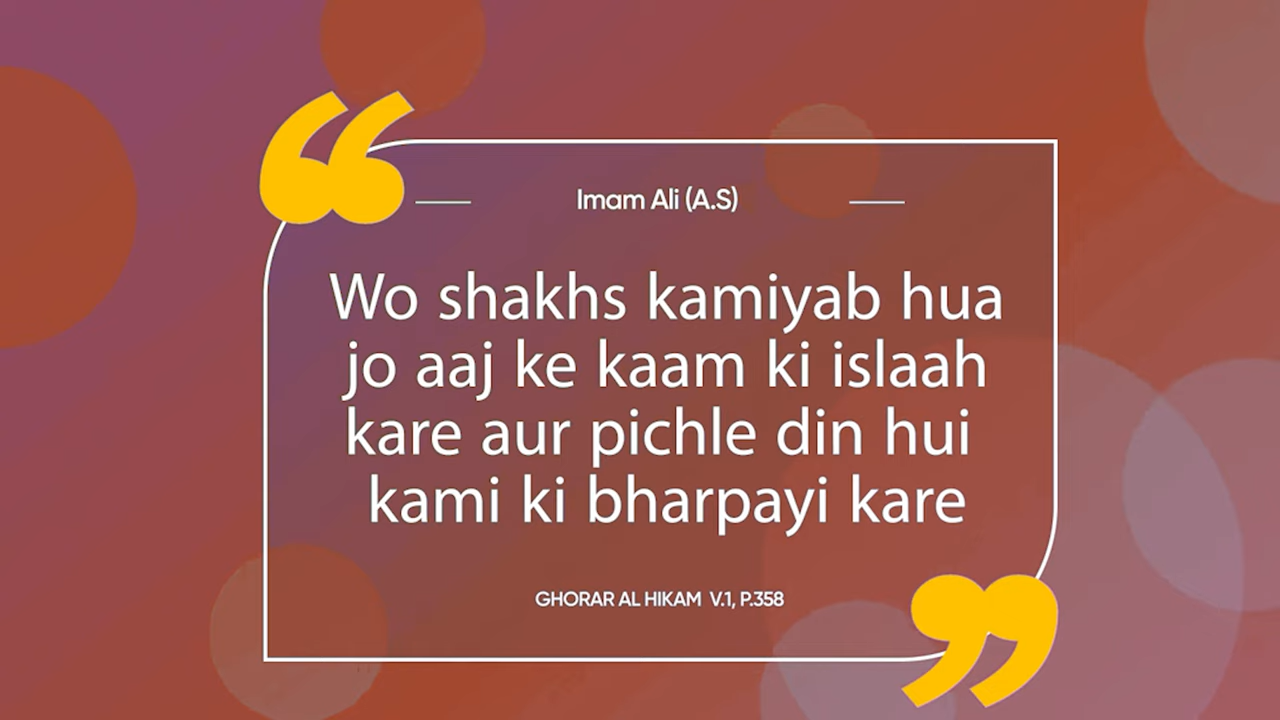 Imam Ali (A.S)
Wo shakhs kamiyab hua
jo aaj ke kaam ki islaah
kare aur pichle din hui
kami ki bharpayi kare
GHORAR AL HIKAM V.1, P.358